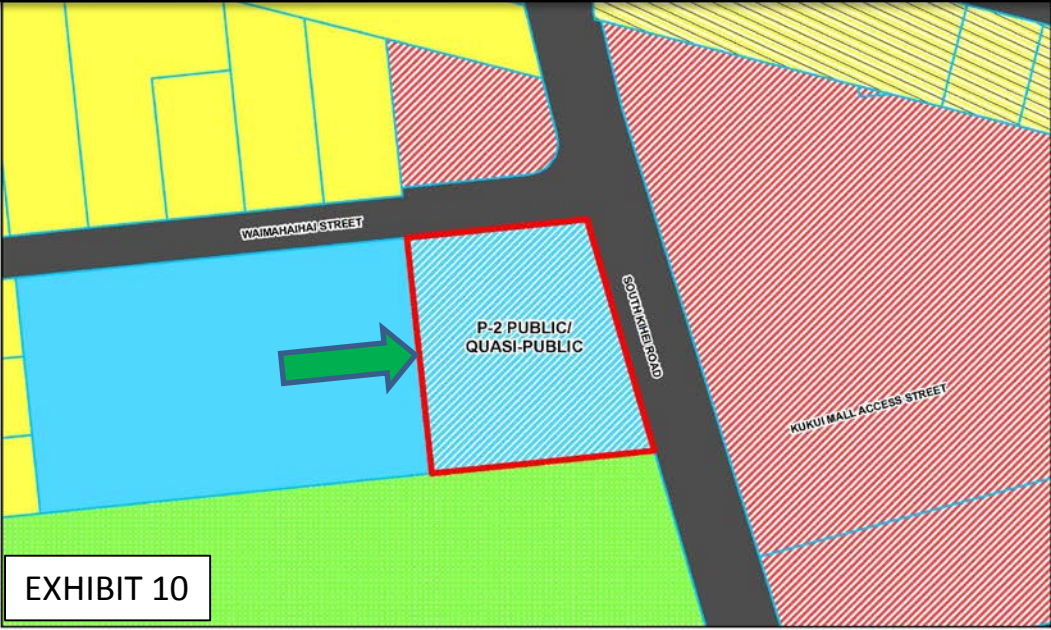 WAIMAHAIHAI STREET
P-2 PUBLIC/
QUASI-PUBLIC
SOUTH KIHEI ROAD
KUKUI MALL ACCESS STREET
EXHIBIT 10